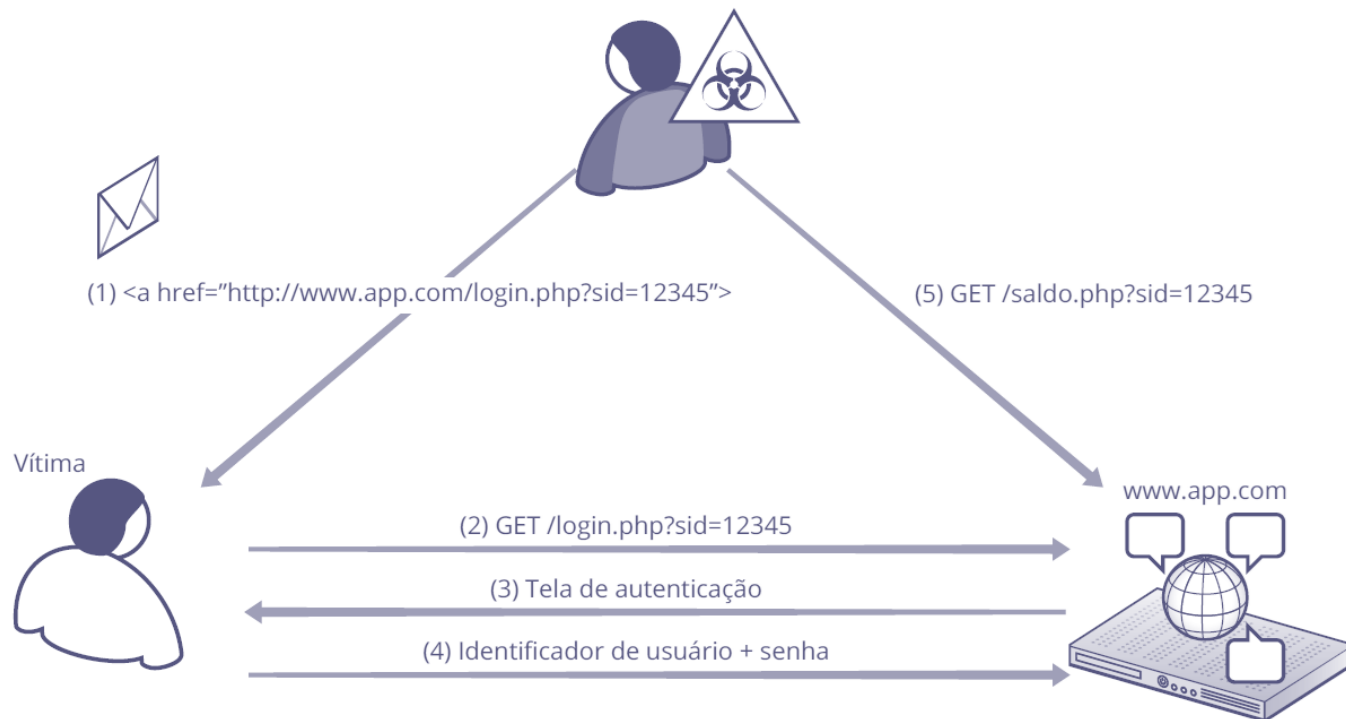 (1) <a href=”http://www.app.com/login.php?sid=12345”>
(5) GET /saldo.php?sid=12345
Vítima
www.app.com
(2) GET /login.php?sid=12345
(3) Tela de autenticação
(4) Identificador de usuário + senha